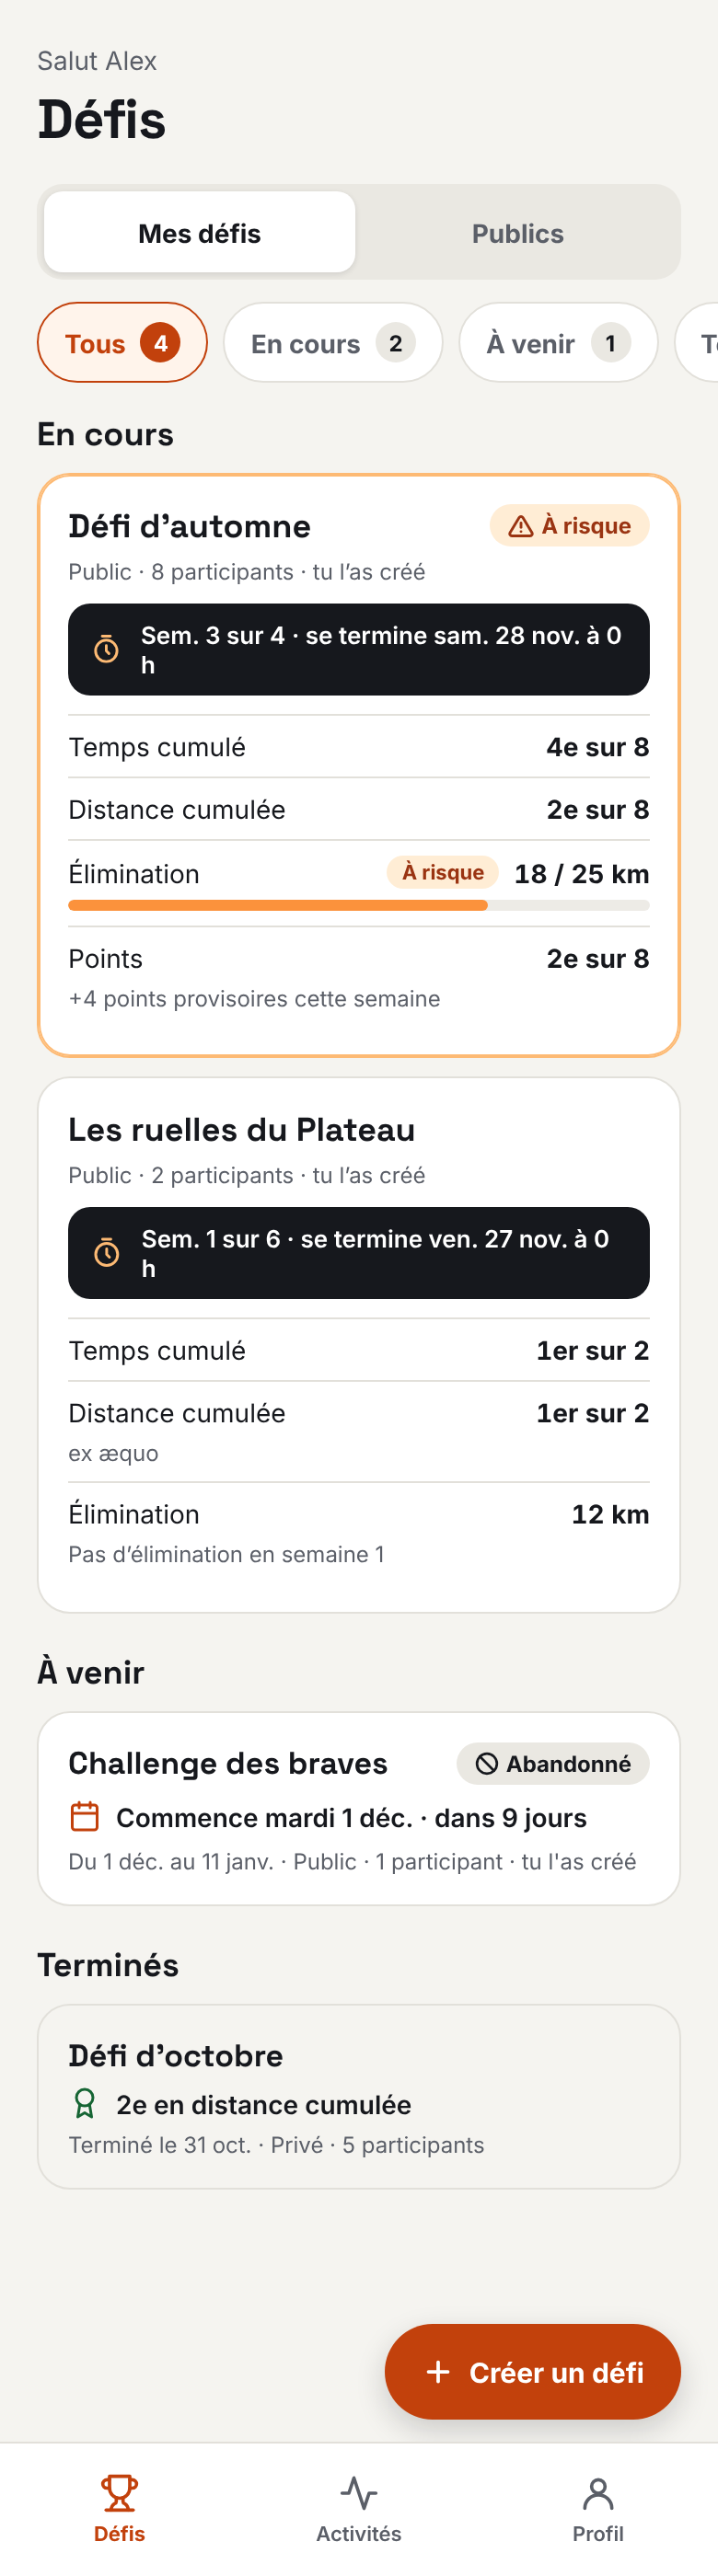 Salut Alex
Défis
Mes défis
Publics
Tous 4
En cours 2
À venir 1
En cours
Défi d’automne
À risque
Public · 8 participants · tu l’as créé
Sem. 3 sur 4 · se termine sam. 28 nov. à 0
h
Temps cumulé
4e sur 8
Distance cumulée
2e sur 8
Élimination
À risque
18 / 25 km
Points
2e sur 8
+4 points provisoires cette semaine
Les ruelles du Plateau
Public · 2 participants · tu l’as créé
Sem. 1 sur 6 · se termine ven. 27 nov. à 0
h
Temps cumulé
1er sur 2
Distance cumulée
1er sur 2
ex æquo
Élimination
12 km
Pas d’élimination en semaine 1
À venir
Challenge des braves
Abandonné
Commence mardi 1 déc. · dans 9 jours
Du 1 déc. au 11 janv. · Public · 1 participant · tu l'as créé
Terminés
Défi d’octobre
2e en distance cumulée
Terminé le 31 oct. · Privé · 5 participants
Créer un défi
Défis
Activités
Profil